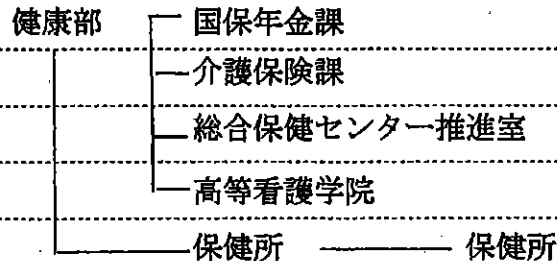 健康部 国保年金課
介護保険課
総合保健センター推進室
高等看護学院
保健所 保健所